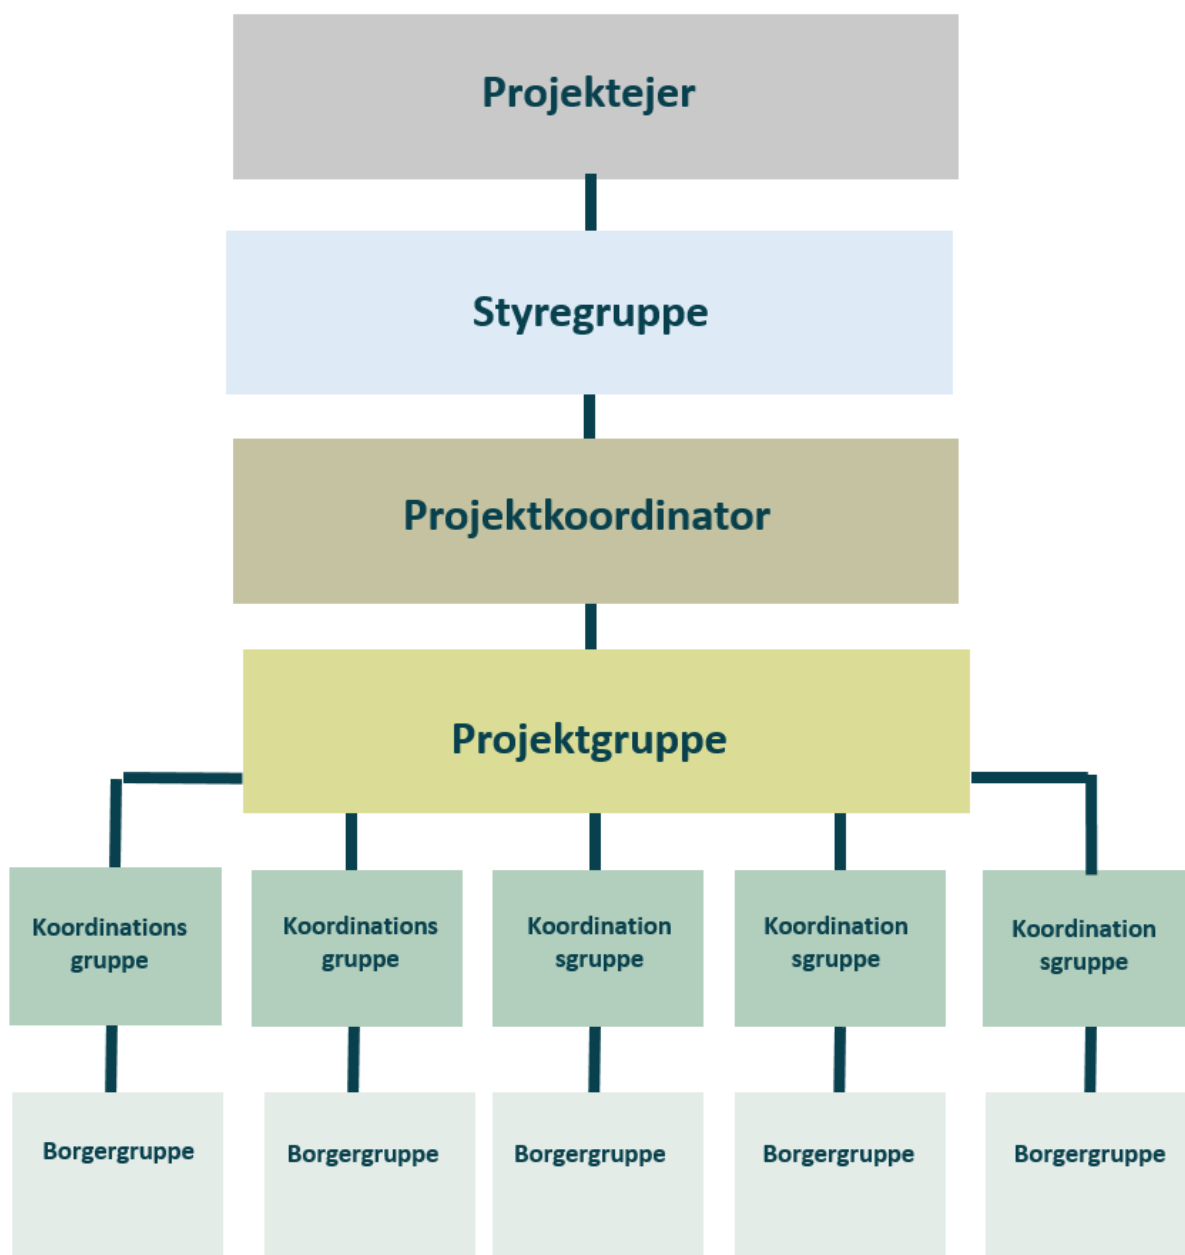 Projektejer
Styregruppe
Projektkoordinator
Projektgruppe
Koordinations
gruppe
Koordinations
gruppe
Koordination
sgruppe
Koordination
sgruppe
Koordination
sgruppe
Borgergruppe
Borgergruppe
Borgergruppe
Borgergruppe
Borgergruppe